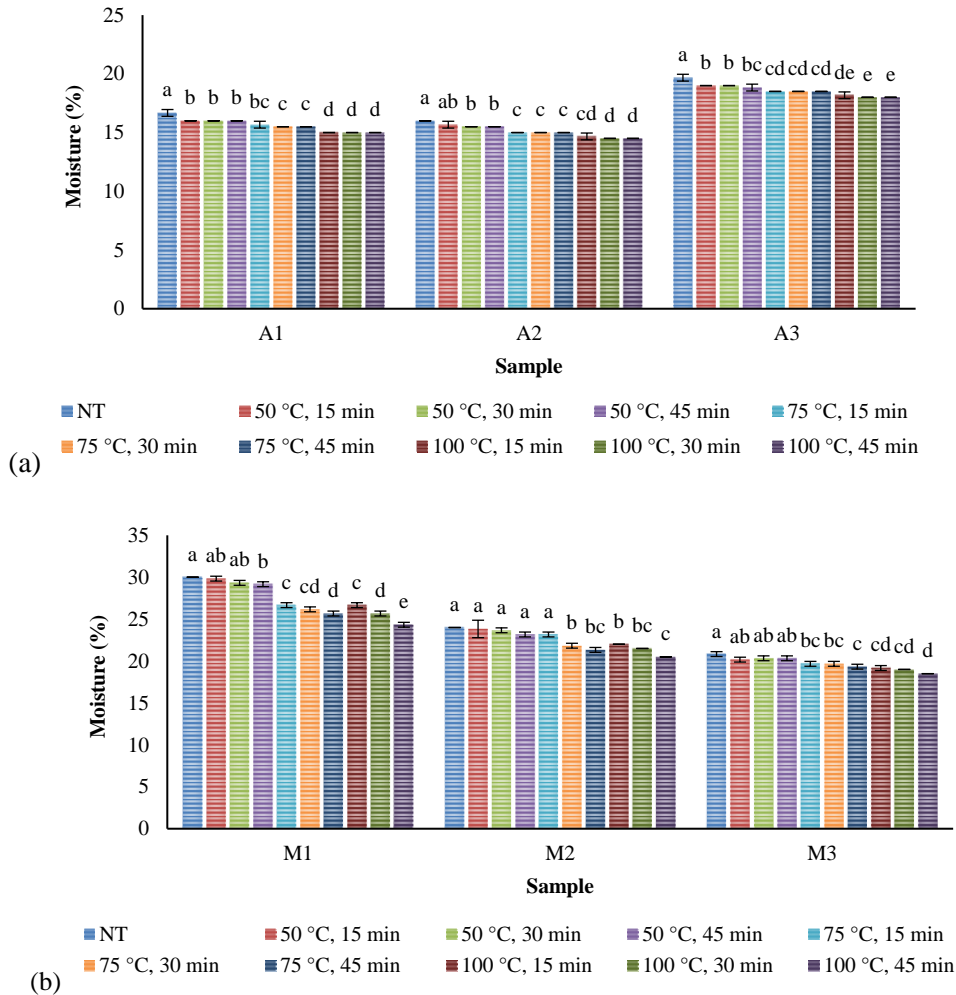 25
20
15
10
5
0
Moisture (%)
a b b b bc c c d d d
a ab b b c c c cd d d
a b b bc cd cd cd de e e
A1 A2 A3
Sample
NT 50 °C, 15 min 50 °C, 30 min 50 °C, 45 min 75 °C, 15 min
75 °C, 30 min 75 °C, 45 min 100 °C, 15 min 100 °C, 30 min 100 °C, 45 min
(a)
35
30
25
20
15
10
5
0
Moisture (%)
a ab ab b c cd d c d e
a a a a a b bc b bc c
a ab ab ab bc bc c cd cd d
M1 M2 M3
Sample
NT 50 °C, 15 min 50 °C, 30 min 50 °C, 45 min 75 °C, 15 min
75 °C, 30 min 75 °C, 45 min 100 °C, 15 min 100 °C, 30 min 100 °C, 45 min
(b)